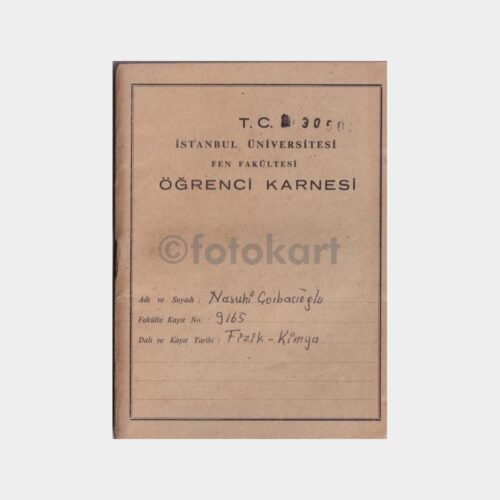 T. C.
İSTANBUL ÜNİVERSİTESİ
FEN FAKÜLTESİ
ÖĞRENCİ KARNESİ
©fotokart
Adı ve Soyadı : Nasuhi
Fakülte Kayıt No. : 9165
Dalı ve Kayıt Tarihi : Fizik - Kimya